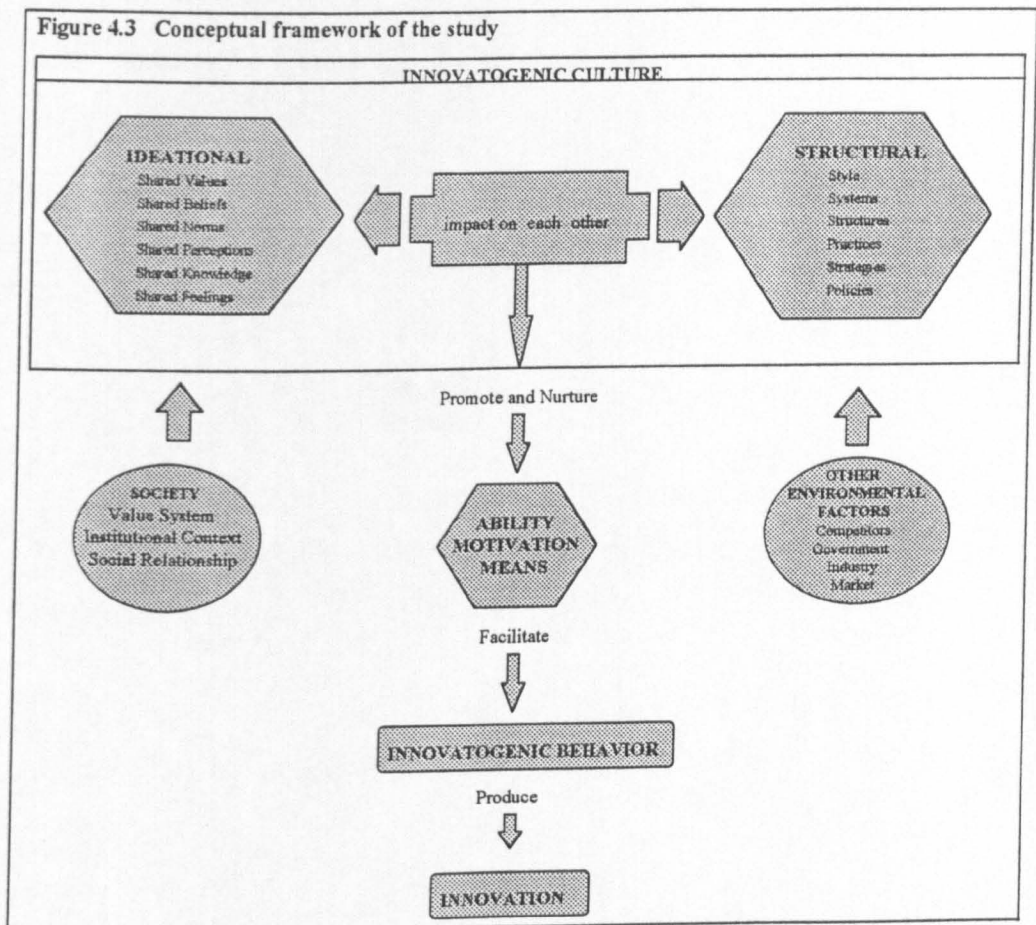 Figure 4.3 Conceptual framework of the study
INNOVATOGENIC CULTURE
IDEATIONAL
Shared Values
Shared Beliefs
Shared Norms
Shared Perceptions
Shared Knowledge
Shared Feelings
impact on each other
STRUCTURAL
Style
Systems
Structures
Practices
Strategies
Policies
Promote and Nurture
SOCIETY
Value System
Institutional Context
Social Relationship
ABILITY
MOTIVATION
MEANS
OTHER
ENVIRONMENTAL
FACTORS
Competitors
Government
Industry
Market
Facilitate
INNOVATOGENIC BEHAVIOR
Produce
INNOVATION